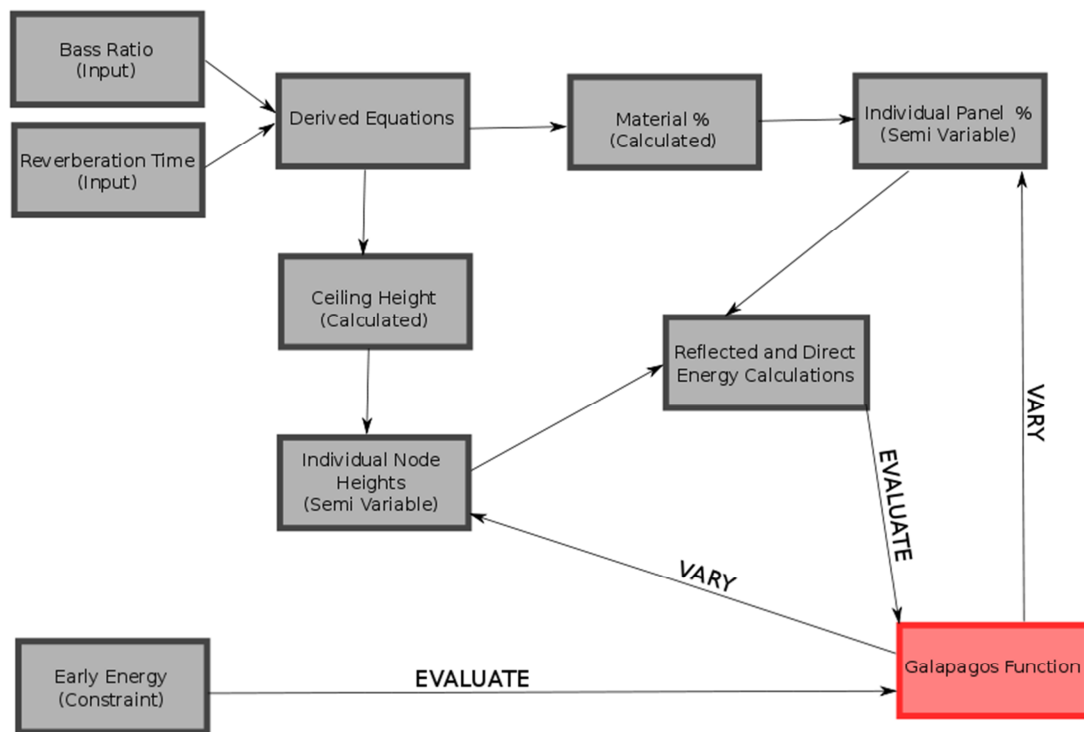 Bass Ratio
(Input)
Reverberation Time
(Input)
Derived Equations
Material %
(Calculated)
Individual Panel %
(Semi Variable)
Ceiling Height
(Calculated)
Reflected and Direct
Energy Calculations
Individual Node
Heights
(Semi Variable)
VARY
EVALUATE
VARY
Early Energy
(Constraint)
EVALUATE
Galapagos Function